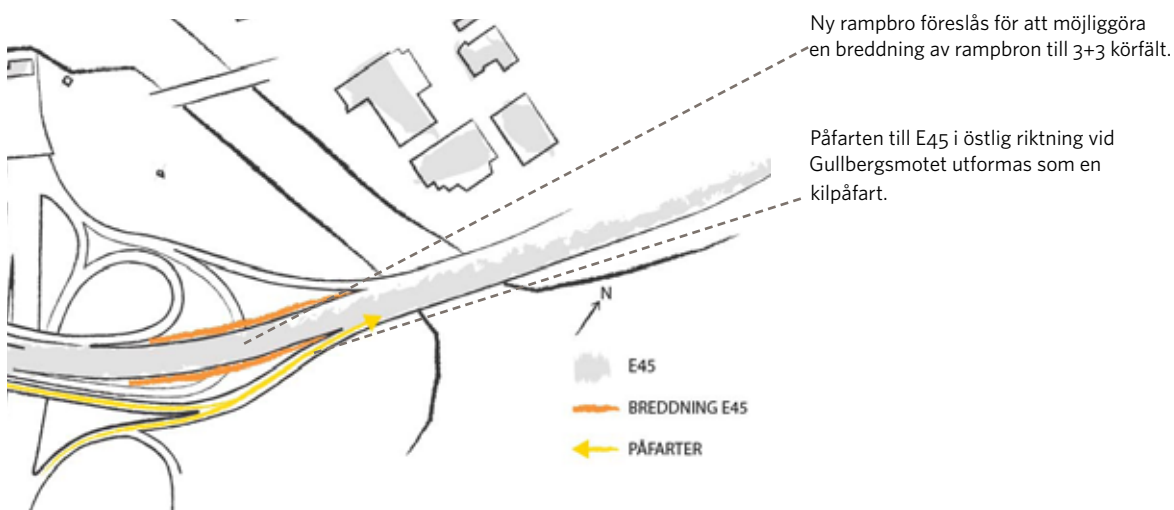 Ny rampbro föreslås för att möjliggöra
en breddning av rampbron till 3+3 körfält.
Påfarten till E45 i östlig riktning vid
Gullbergsmotet utformas som en
kilpåfart.
N
E45
BREDDNING E45
PÅFARTER